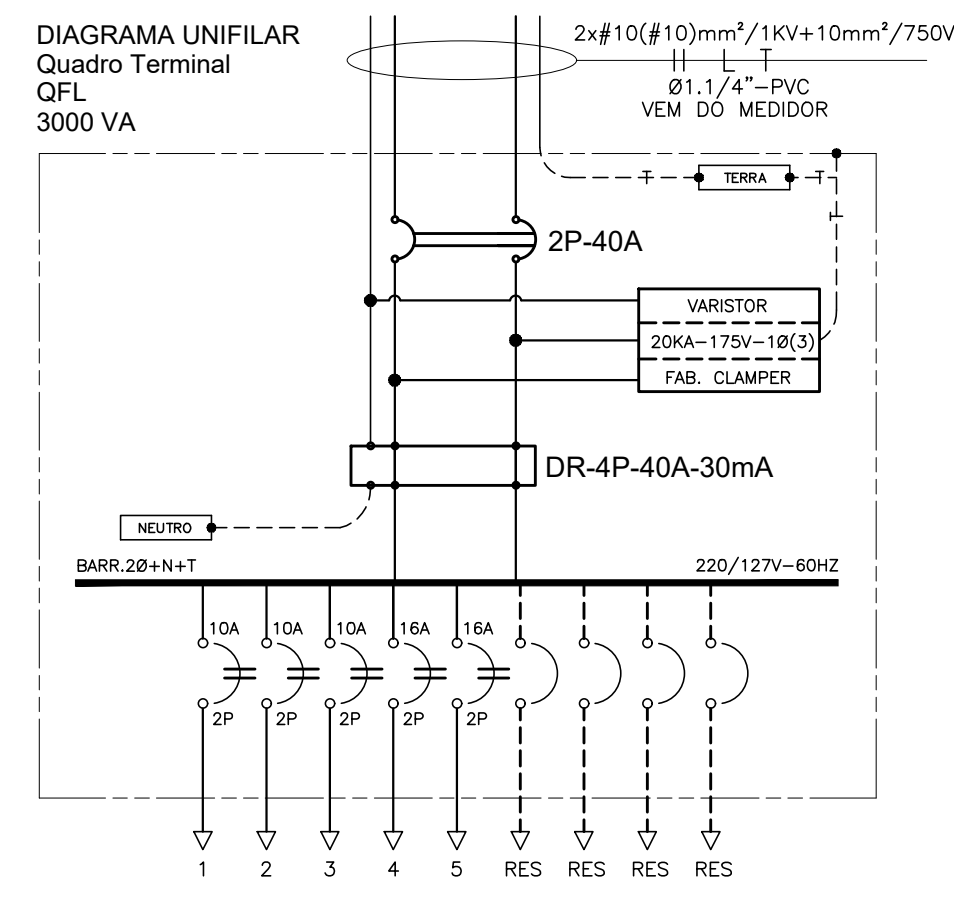 DIAGRAMA UNIFILAR
Quadro Terminal
QFL
3000 VA
2x#10(#10)mm²/1KV+10mm²/750V
Ø1.1/4"-PVC
VEM DO MEDIDOR
TERRA
2P-40A
VARISTOR
20KA-175V-1Ø(3)
FAB. CLAMPER
DR-4P-40A-30mA
NEUTRO
BARR.2Ø+N+T 220/127V-60HZ
10A 10A 10A 16A 16A
2P 2P 2P 2P 2P
1 2 3 4 5 RES RES RES RES